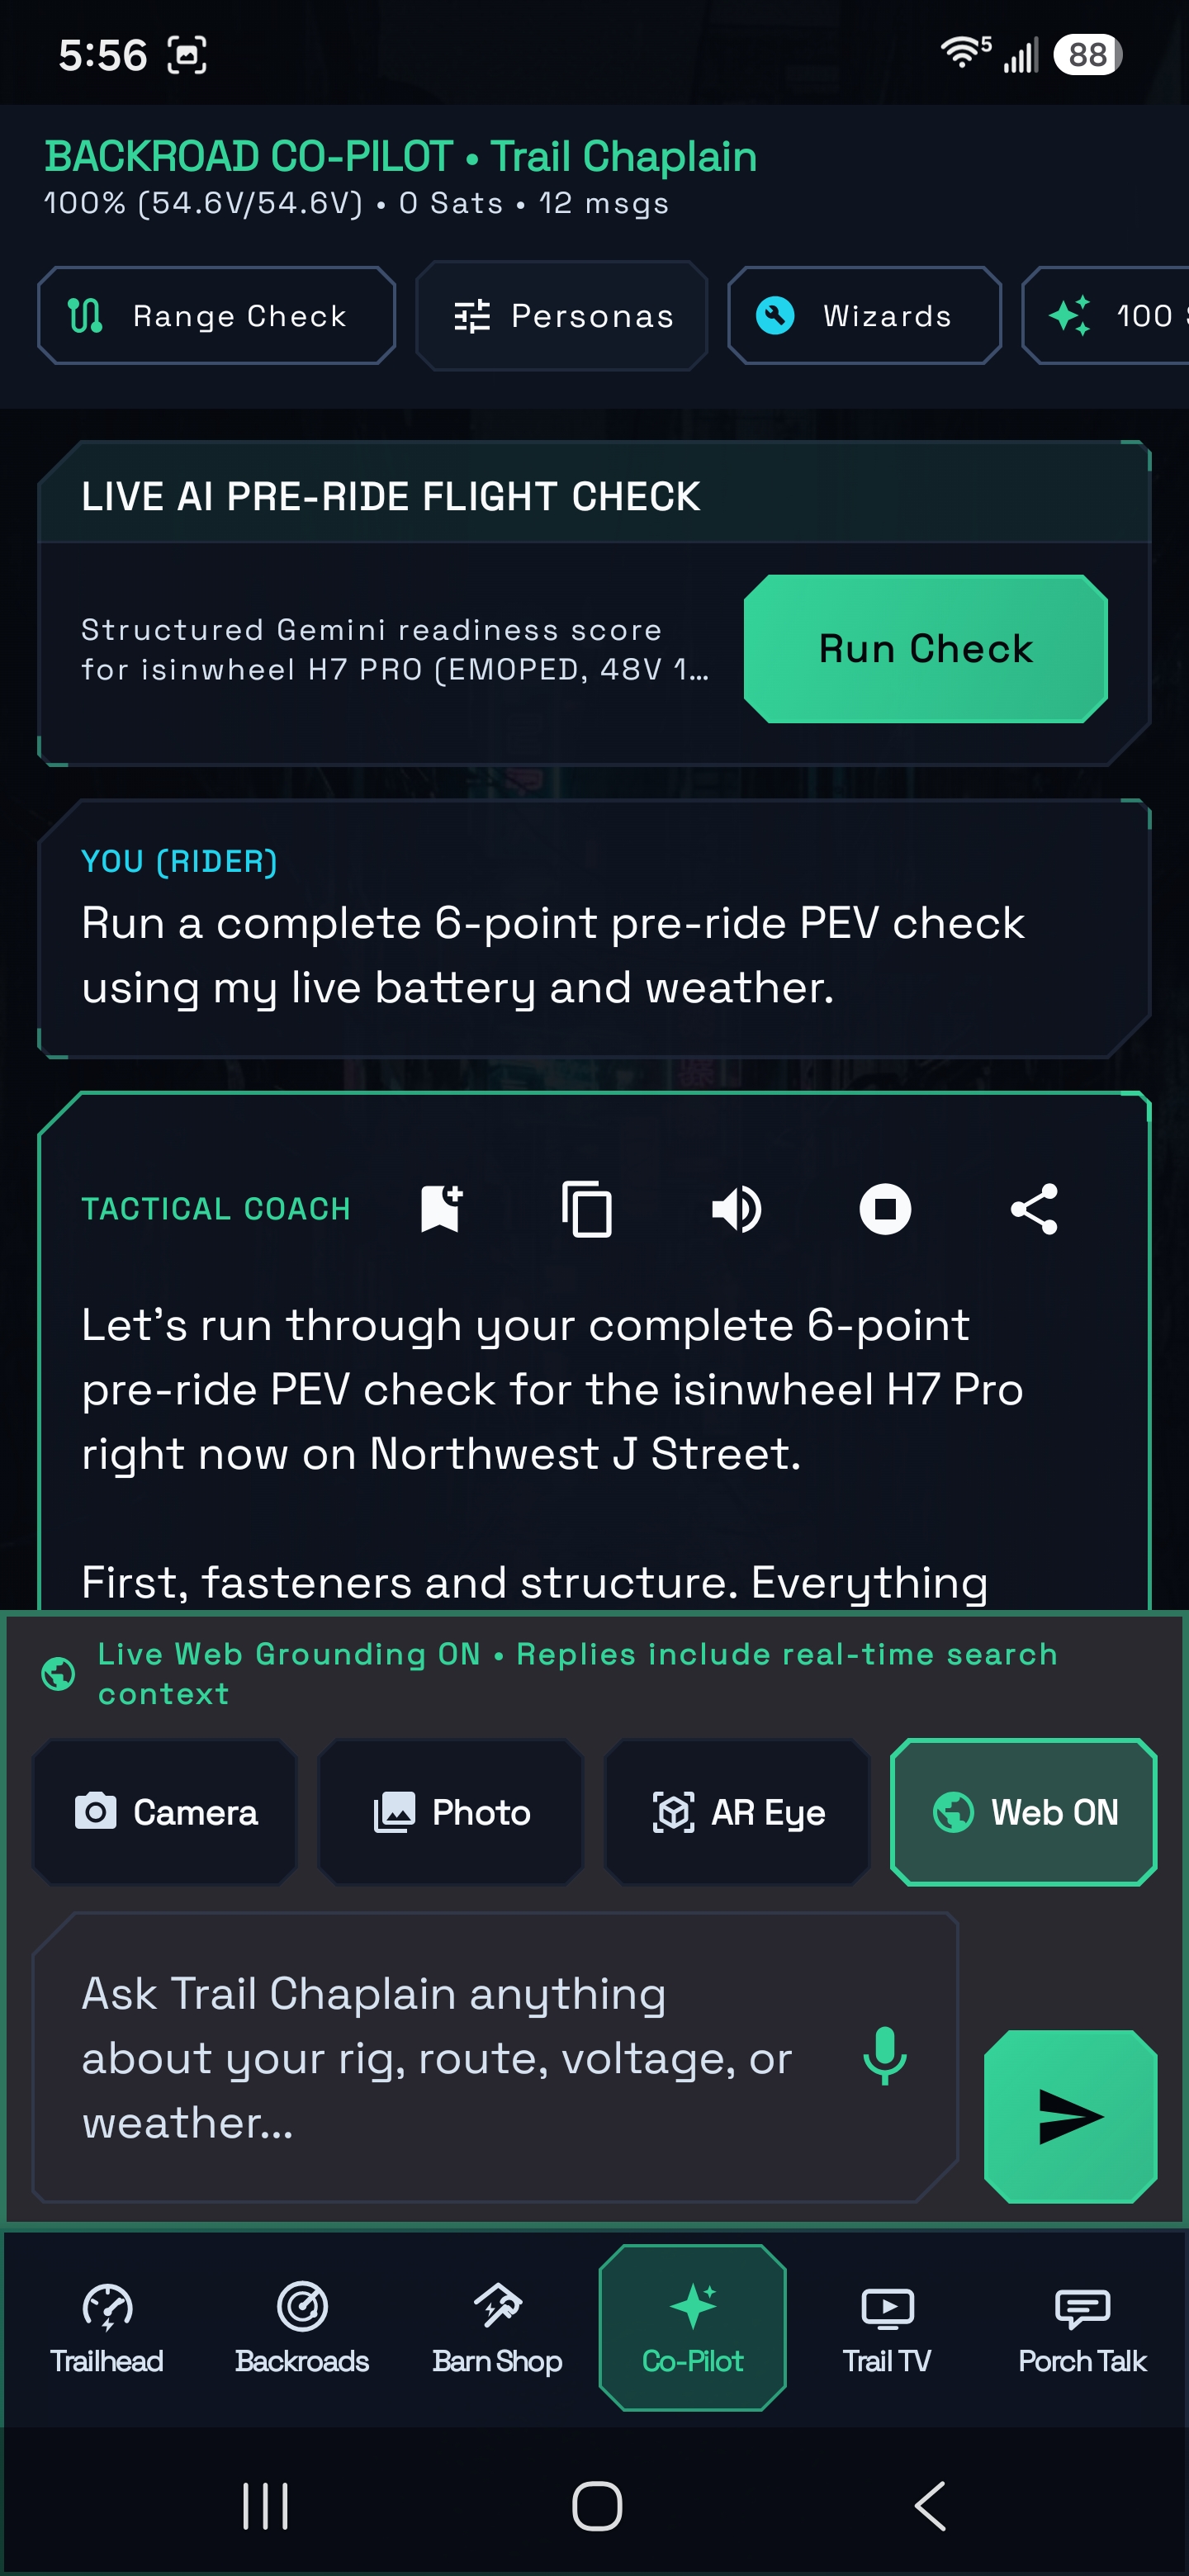 5:56
5
88
BACKROAD CO-PILOT • Trail Chaplain
100% (54.6V/54.6V) • 0 Sats • 12 msgs
Range Check
Personas
Wizards
100
LIVE AI PRE-RIDE FLIGHT CHECK
Structured Gemini readiness score
for isinwheel H7 PRO (EMOPED, 48V 1...
Run Check
YOU (RIDER)
Run a complete 6-point pre-ride PEV check
using my live battery and weather.
TACTICAL COACH
Let's run through your complete 6-point
pre-ride PEV check for the isinwheel H7 Pro
right now on Northwest J Street.
First, fasteners and structure. Everything
Live Web Grounding ON • Replies include real-time search
context
Camera
Photo
AR Eye
Web ON
Ask Trail Chaplain anything
about your rig, route, voltage, or
weather...
Trailhead
Backroads
Barn Shop
Co-Pilot
Trail TV
Porch Talk